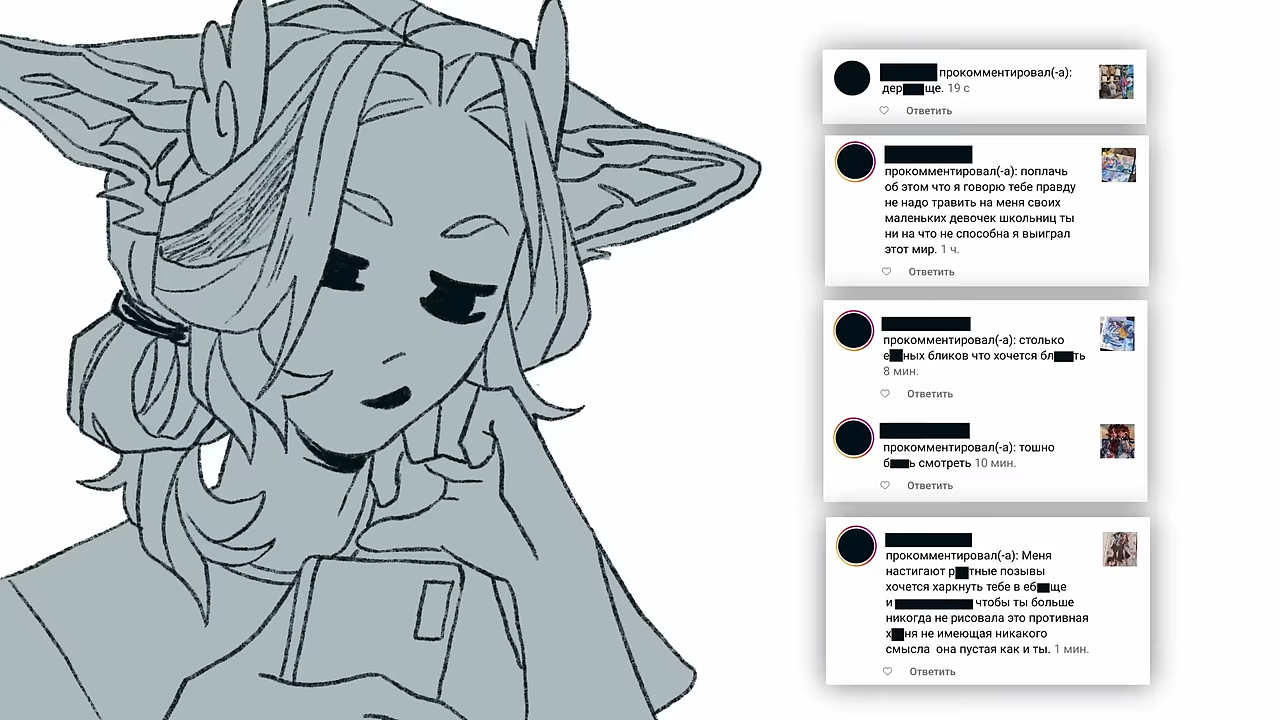 прокомментировал(-а):
дер ще. 19 с
Ответить
прокомментировал(-а): поплачь
об этом что я говорю тебе правду
не надо травить на меня своих
маленьких девочек школьниц ты
ни на что не способна я выиграл
этот мир. 1 ч.
Ответить
прокомментировал(-а): столько
е ных бликов что хочется бл ть
8 мин.
Ответить
прокомментировал(-а): тошно
б ь смотреть 10 мин.
Ответить
прокомментировал(-а): Меня
настигают р тные позывы
хочется харкнуть тебе в еб ще
и чтобы ты больше
никогда не рисовала это противная
х ня не имеющая никакого
смысла она пустая как и ты. 1 мин.
Ответить